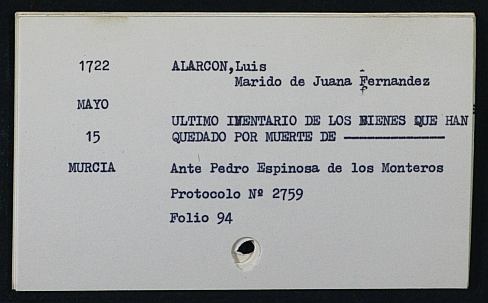 1722 ALARCON,Luis
Marido de Juana Fernandez
MAYO
ULTIMO INVENTARIO DE LOS BIENES QUE HAN
15 QUEDADO POR MUERTE DE --------------
MURCIA Ante Pedro Espinosa de los Monteros
Protocolo Nº 2759
Folio 94